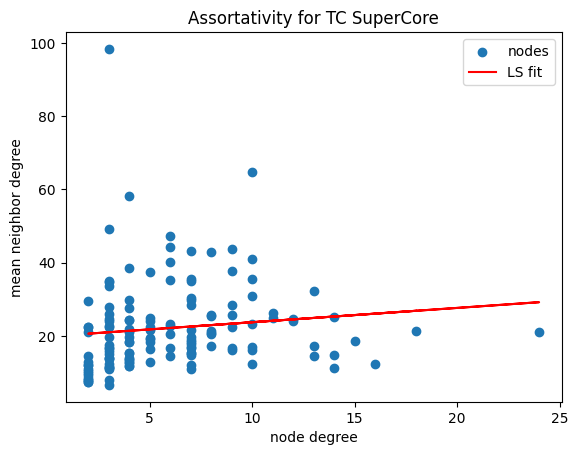 Assortativity for TC SuperCore
nodes
LS fit
mean neighbor degree
100
80
60
40
20
5
10
15
20
25
node degree